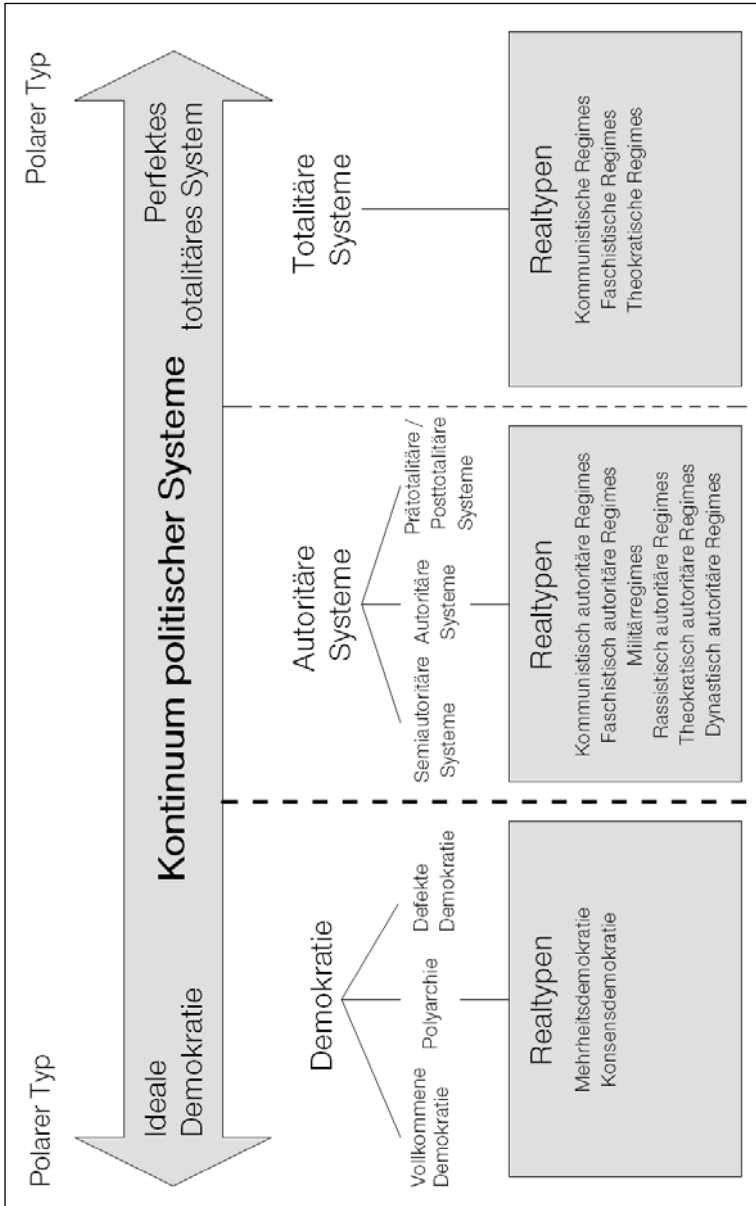 Polarer Typ
Polarer Typ
Ideale
Demokratie
Kontinuum politischer Systeme
Perfektes
totalitäres System
Demokratie
Vollkommene
Demokratie
Polyarchie
Defekte
Demokratie
Realtypen
Mehrheitsdemokratie
Konsensdemokratie
Autoritäre
Systeme
Semiautoritäre
Systeme
Autoritäre
Systeme
Prätotalitäre /
Posttotalitäre
Systeme
Realtypen
Kommunistisch autoritäre Regimes
Faschistisch autoritäre Regimes
Militärregimes
Rassistisch autoritäre Regimes
Theokratisch autoritäre Regimes
Dynastisch autoritäre Regimes
Totalitäre
Systeme
Realtypen
Kommunistische Regimes
Faschistische Regimes
Theokratische Regimes